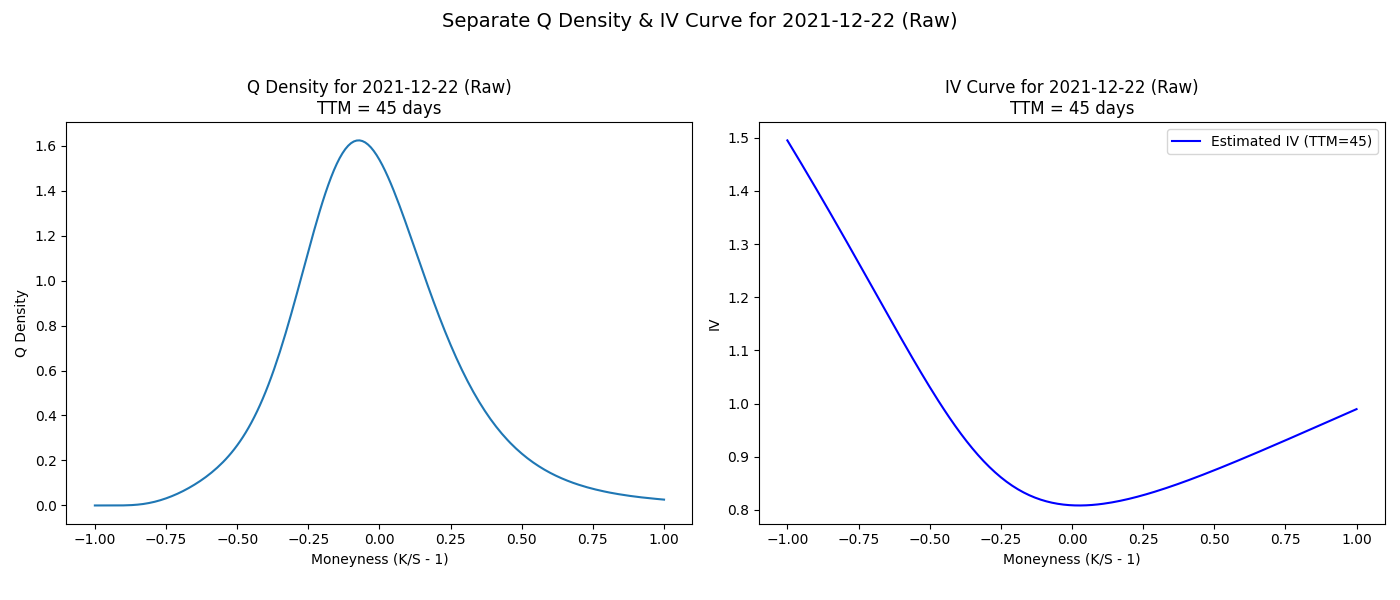 Separate Q Density & IV Curve for 2021-12-22 (Raw)
Q Density for 2021-12-22 (Raw)
TTM = 45 days
1.6
1.4
1.2
1.0
0.8
0.6
0.4
0.2
0.0
Q Density
−1.00 −0.75 −0.50 −0.25 0.00 0.25 0.50 0.75 1.00
Moneyness (K/S - 1)
IV Curve for 2021-12-22 (Raw)
TTM = 45 days
Estimated IV (TTM=45)
1.5
1.4
1.3
1.2
1.1
1.0
0.9
0.8
IV
−1.00 −0.75 −0.50 −0.25 0.00 0.25 0.50 0.75 1.00
Moneyness (K/S - 1)